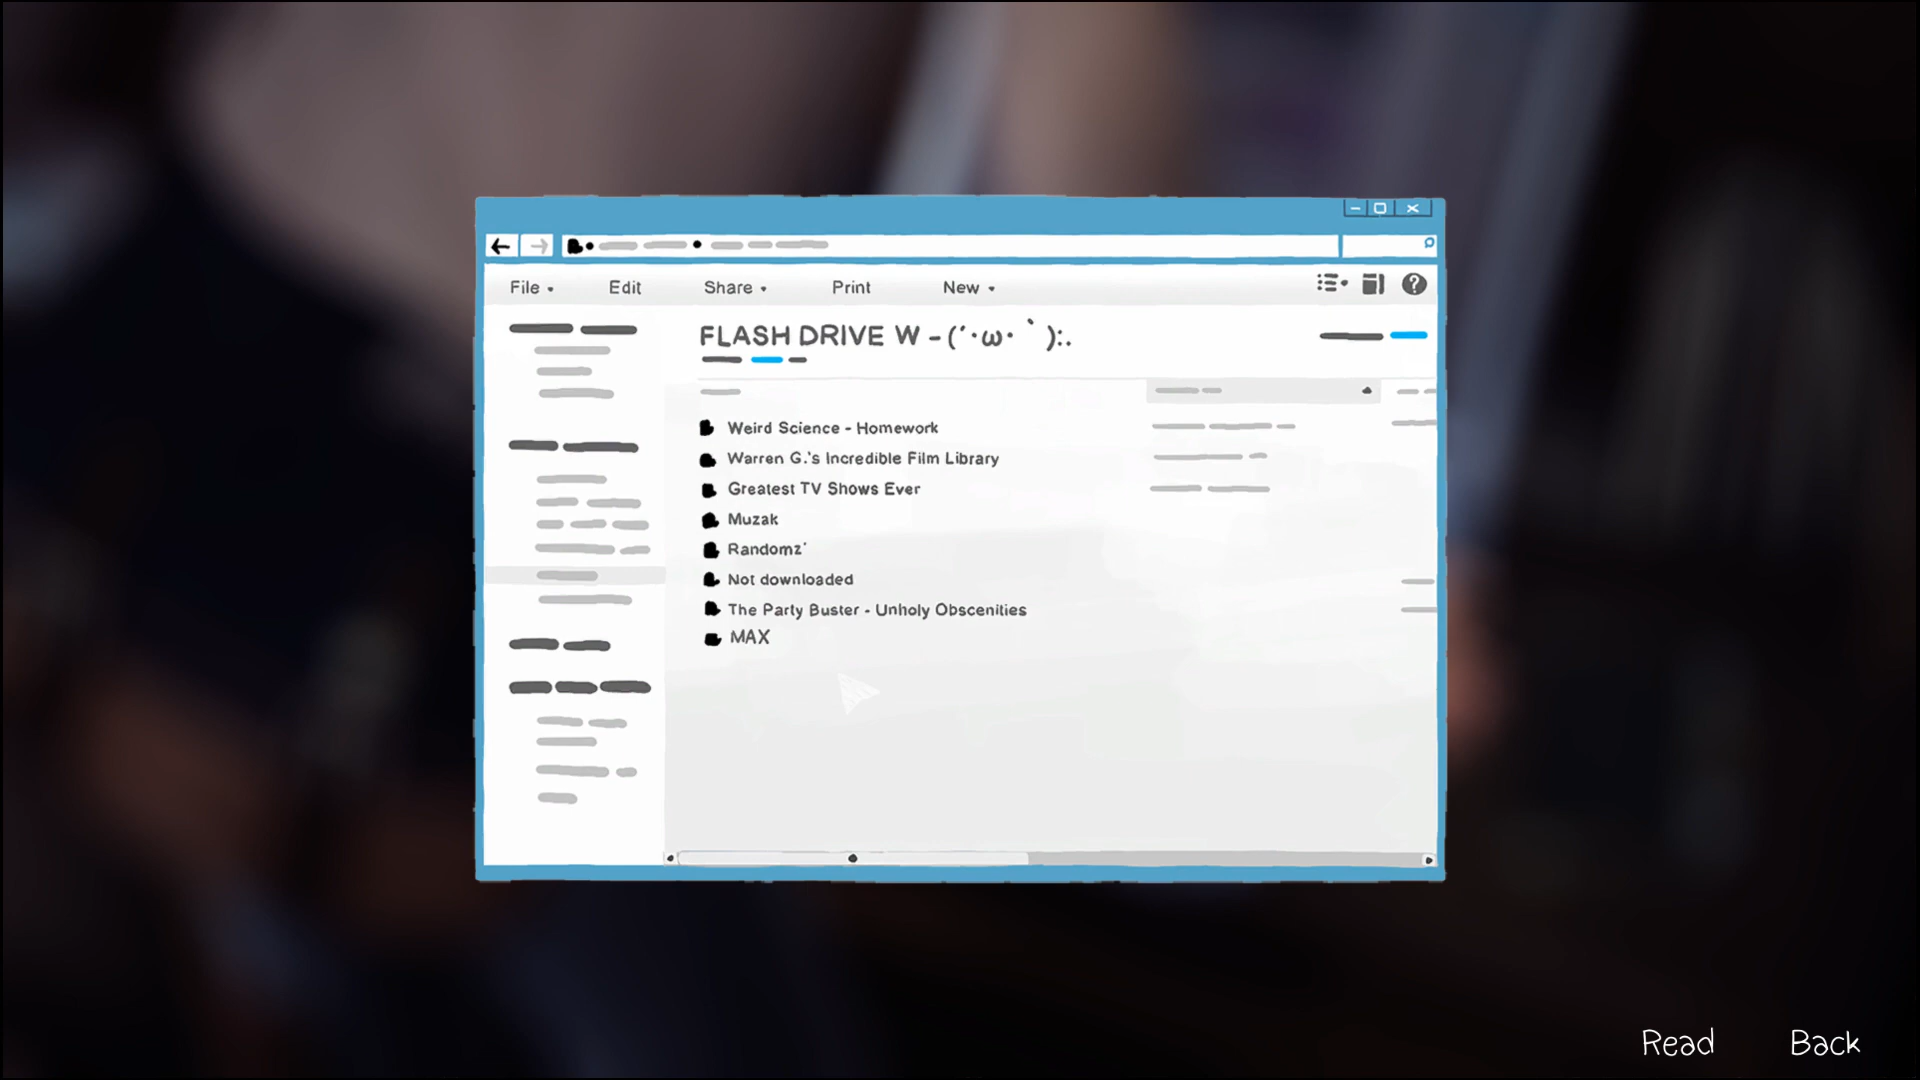 File Edit Share Print New
FLASH DRIVE W - (´・ω・｀):.
Weird Science - Homework
Warren G.'s Incredible Film Library
Greatest TV Shows Ever
Muzak
Randomz'
Not downloaded
The Party Buster - Unholy Obscenities
MAX
Read Back